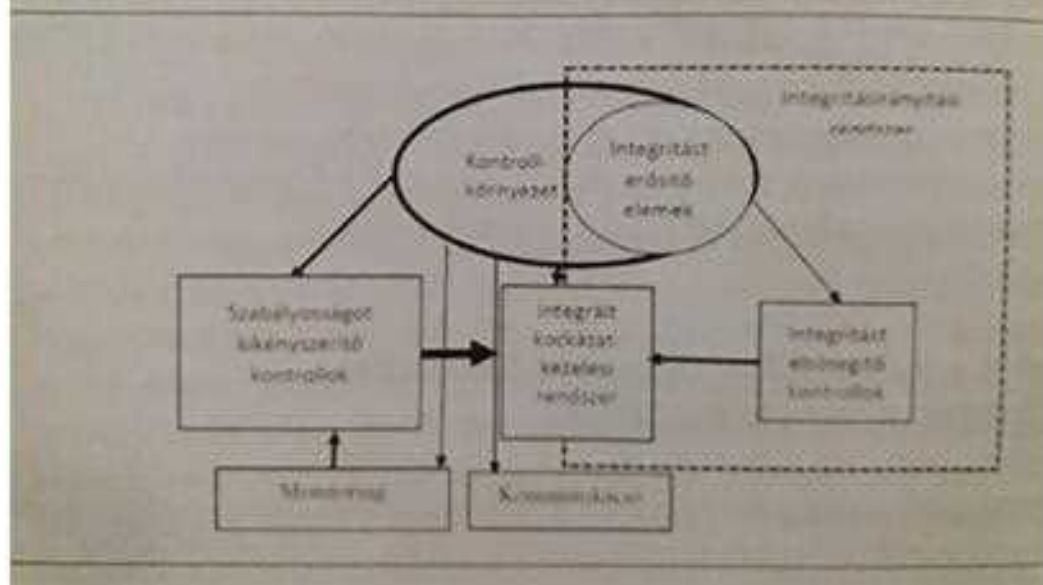 Integritásirányítási
rendszer
Kontroll-
környezet
Integritást
erősítő
elemek
Szabályosságot
kikényszerítő
kontrollok
Integrált
kockázat-
kezelési
rendszer
Integritást
elősegítő
kontrollok
Monitoring
Kommunikáció